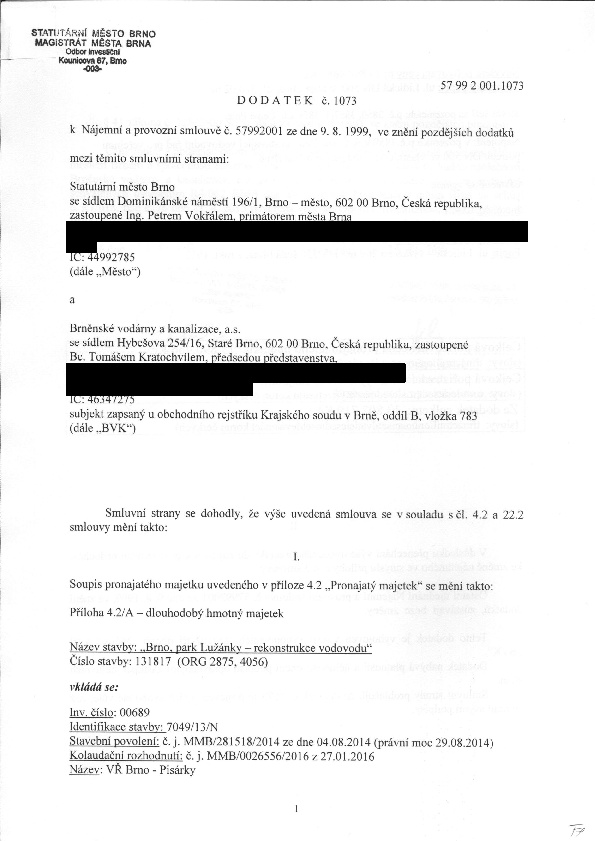 STATUTÁRNÍ MĚSTO BRNO
MAGISTRÁT MĚSTA BRNA
Odbor investiční
Kounicova 67, Brno
-003-
57 99 2 001.1073
D O D A T E K č. 1073
k Nájemní a provozní smlouvě č. 57992001 ze dne 9. 8. 1999, ve znění pozdějších dodatků
mezi těmito smluvními stranami:
Statutární město Brno
se sídlem Dominikánské náměstí 196/1, Brno – město, 602 00 Brno, Česká republika,
zastoupené Ing. Petrem Vokřálem, primátorem města Brna
IČ: 44992785
(dále „Město“)
a
Brněnské vodárny a kanalizace, a.s.
se sídlem Hybešova 254/16, Staré Brno, 602 00 Brno, Česká republika, zastoupené
Bc. Tomášem Kratochvílem, předsedou představenstva,
IČ: 46347275
subjekt zapsaný u obchodního rejstříku Krajského soudu v Brně, oddíl B, vložka 783
(dále „BVK“)
Smluvní strany se dohodly, že výše uvedená smlouva se v souladu s čl. 4.2 a 22.2
smlouvy mění takto:
I.
Soupis pronajatého majetku uvedeného v příloze 4.2 „Pronajatý majetek“ se mění takto:
Příloha 4.2/A – dlouhodobý hmotný majetek
Název stavby: „Brno, park Lužánky – rekonstrukce vodovodu“
Číslo stavby: 131817 (ORG 2875, 4056)
vkládá se:
Inv. číslo: 00689
Identifikace stavby: 7049/13/N
Stavební povolení: č. j. MMB/281518/2014 ze dne 04.08.2014 (právní moc 29.08.2014)
Kolaudační rozhodnutí: č. j. MMB/0026556/2016 z 27.01.2016
Název: VŘ Brno - Pisárky
1